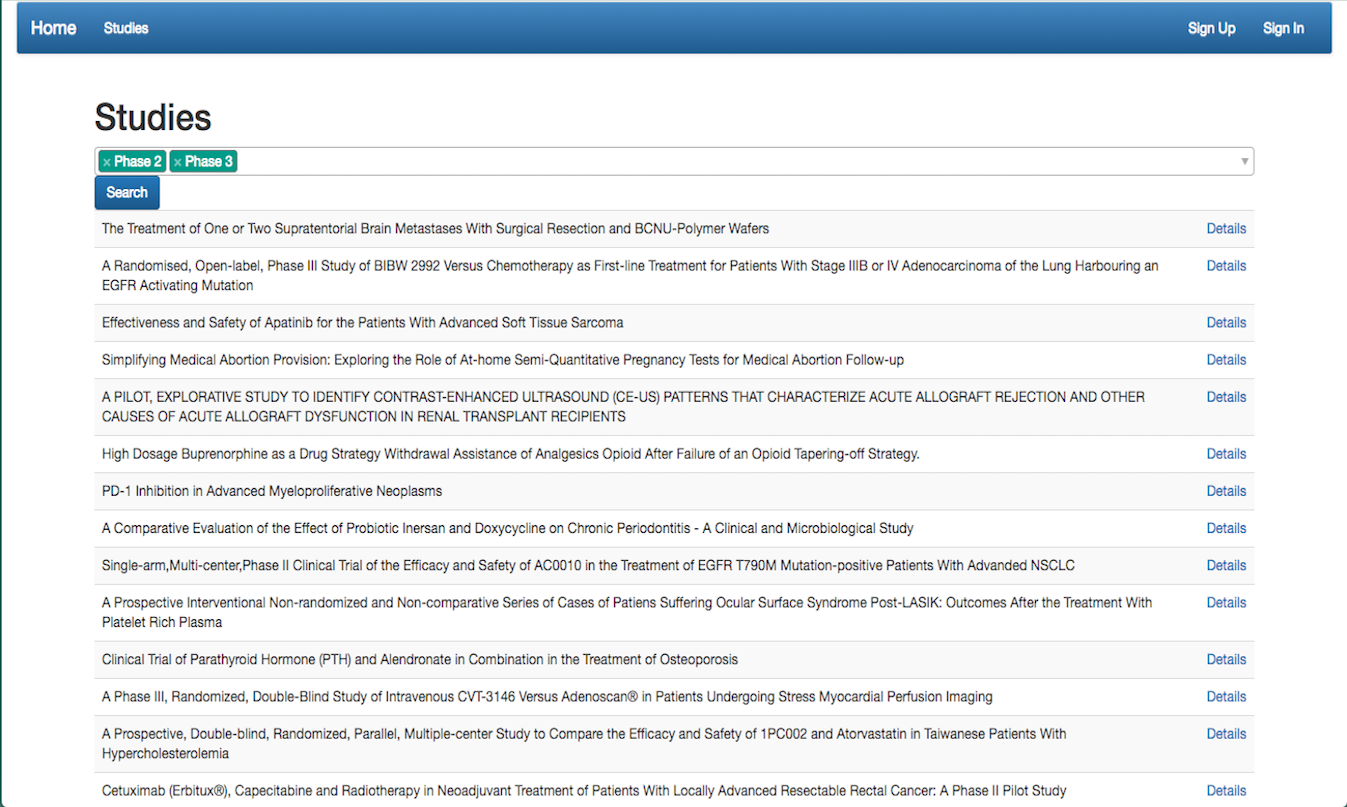 Home Studies Sign Up Sign In
Studies
× Phase 2 × Phase 3
Search
The Treatment of One or Two Supratentorial Brain Metastases With Surgical Resection and BCNU-Polymer Wafers Details
A Randomised, Open-label, Phase III Study of BIBW 2992 Versus Chemotherapy as First-line Treatment for Patients With Stage IIIB or IV Adenocarcinoma of the Lung Harbouring an Details
EGFR Activating Mutation
Effectiveness and Safety of Apatinib for the Patients With Advanced Soft Tissue Sarcoma Details
Simplifying Medical Abortion Provision: Exploring the Role of At-home Semi-Quantitative Pregnancy Tests for Medical Abortion Follow-up Details
A PILOT, EXPLORATIVE STUDY TO IDENTIFY CONTRAST-ENHANCED ULTRASOUND (CE-US) PATTERNS THAT CHARACTERIZE ACUTE ALLOGRAFT REJECTION AND OTHER Details
CAUSES OF ACUTE ALLOGRAFT DYSFUNCTION IN RENAL TRANSPLANT RECIPIENTS
High Dosage Buprenorphine as a Drug Strategy Withdrawal Assistance of Analgesics Opioid After Failure of an Opioid Tapering-off Strategy. Details
PD-1 Inhibition in Advanced Myeloproliferative Neoplasms Details
A Comparative Evaluation of the Effect of Probiotic Inersan and Doxycycline on Chronic Periodontitis - A Clinical and Microbiological Study Details
Single-arm,Multi-center,Phase II Clinical Trial of the Efficacy and Safety of AC0010 in the Treatment of EGFR T790M Mutation-positive Patients With Advanded NSCLC Details
A Prospective Interventional Non-randomized and Non-comparative Series of Cases of Patiens Suffering Ocular Surface Syndrome Post-LASIK: Outcomes After the Treatment With Details
Platelet Rich Plasma
Clinical Trial of Parathyroid Hormone (PTH) and Alendronate in Combination in the Treatment of Osteoporosis Details
A Phase III, Randomized, Double-Blind Study of Intravenous CVT-3146 Versus Adenoscan® in Patients Undergoing Stress Myocardial Perfusion Imaging Details
A Prospective, Double-blind, Randomized, Parallel, Multiple-center Study to Compare the Efficacy and Safety of 1PC002 and Atorvastatin in Taiwanese Patients With Details
Hypercholesterolemia
Cetuximab (Erbitux®), Capecitabine and Radiotherapy in Neoadjuvant Treatment of Patients With Locally Advanced Resectable Rectal Cancer: A Phase II Pilot Study Details